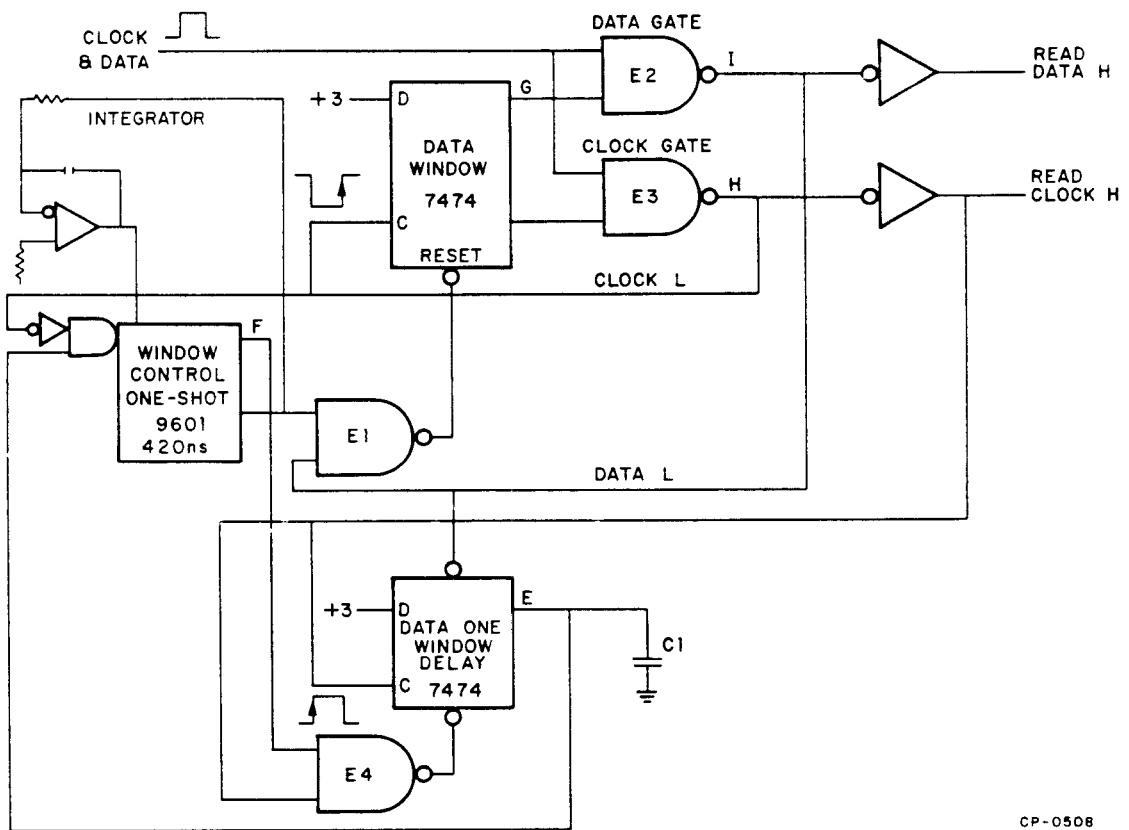 CLOCK
& DATA
DATA GATE
E2
I
READ
DATA H
+3
D
G
INTEGRATOR
DATA
WINDOW
7474
C
RESET
CLOCK GATE
E3
H
READ
CLOCK H
CLOCK L
F
WINDOW
CONTROL
ONE-SHOT
9601
420ns
E1
DATA L
+3
D
E
DATA ONE
WINDOW
DELAY
C
7474
C1
E4
CP-0508